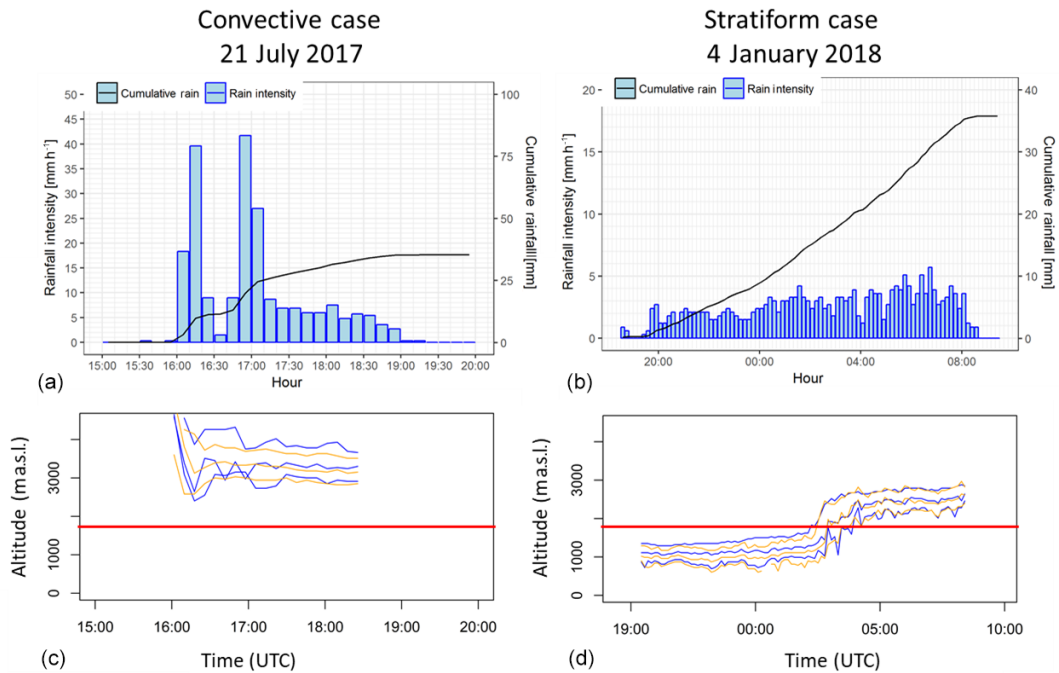 Convective case
21 July 2017
Stratiform case
4 January 2018
Cumulative rain Rain intensity
50
45
40
35
30
25
20
15
10
5
0
Rainfall intensity [mm h⁻¹]
100
75
50
25
0
Cumulative rainfall[mm]
15:00 15:30 16:00 16:30 17:00 17:30 18:00 18:30 19:00 19:30 20:00
Hour
(a)
Cumulative rain Rain intensity
20
15
10
5
0
Rainfall intensity [mm h⁻¹]
40
30
20
10
0
Cumulative rainfall[mm]
20:00 00:00 04:00 08:00
Hour
(b)
Altitude (m a.s.l.)
3000
1000
0
15:00 16:00 17:00 18:00 19:00 20:00
(c)
Time (UTC)
Altitude (m a.s.l.)
3000
1000
0
19:00 00:00 05:00 10:00
(d)
Time (UTC)